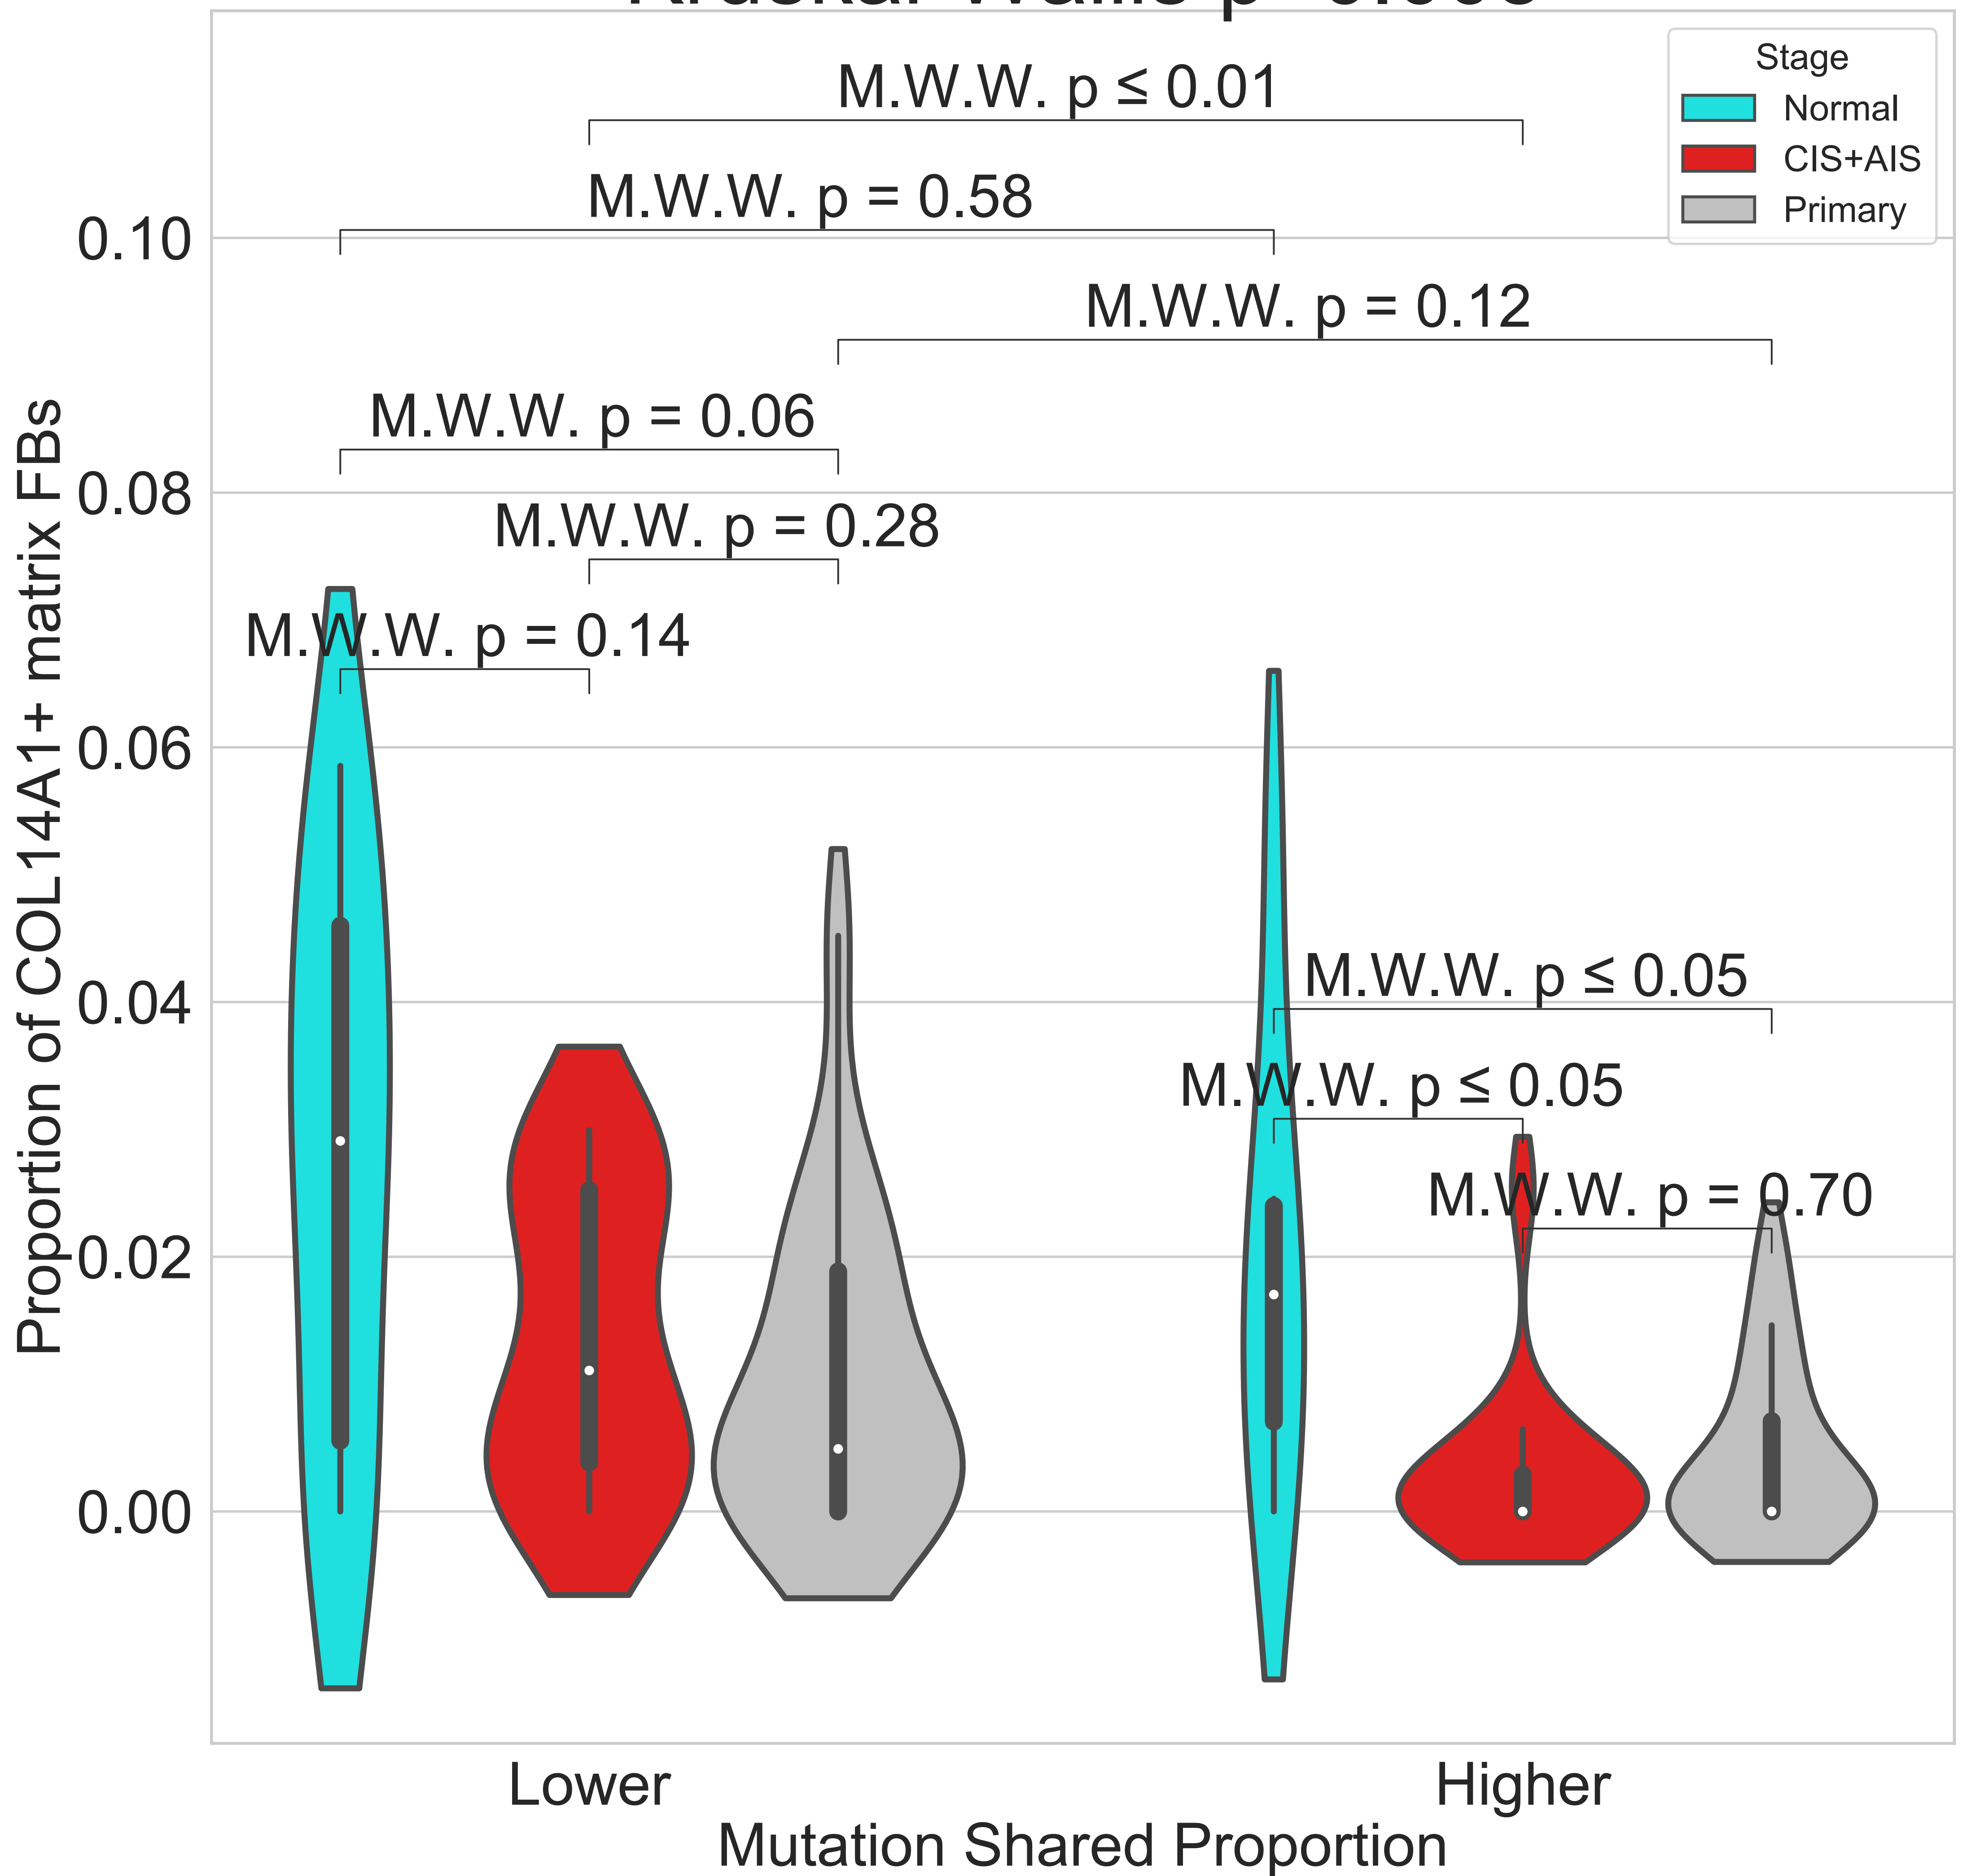 Stage
Normal
CIS+AIS
Primary
M.W.W. p ≤ 0.01
M.W.W. p = 0.58
M.W.W. p = 0.12
M.W.W. p = 0.06
M.W.W. p = 0.28
M.W.W. p = 0.14
M.W.W. p ≤ 0.05
M.W.W. p ≤ 0.05
M.W.W. p = 0.70
Proportion of COL14A1+ matrix FBs
0.10
0.08
0.06
0.04
0.02
0.00
Lower
Higher
Mutation Shared Proportion